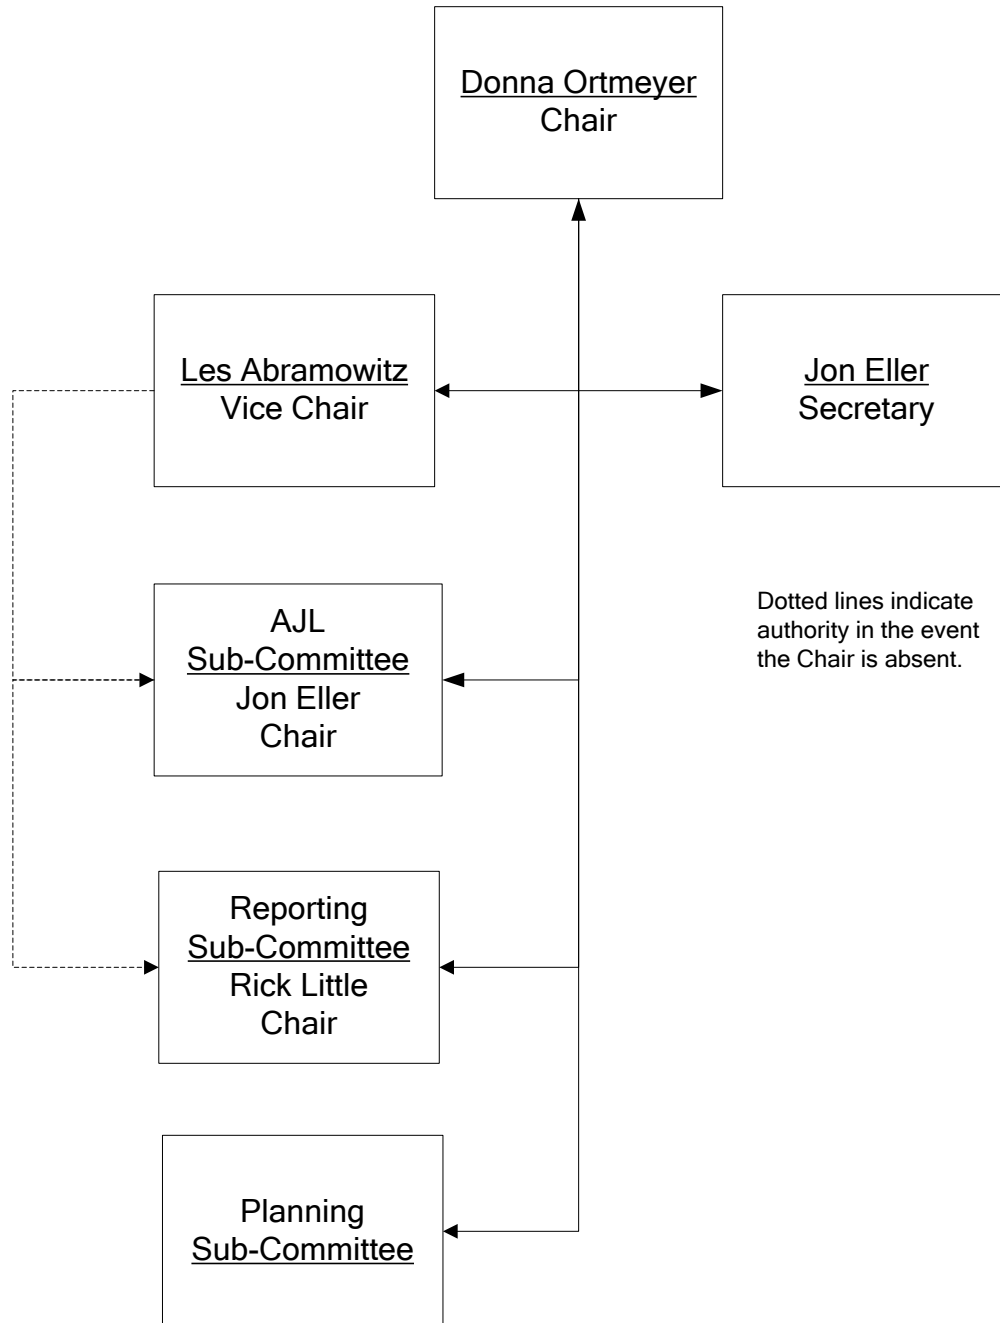 Donna Ortmeyer
Chair
Les Abramowitz
Vice Chair
Jon Eller
Secretary
Dotted lines indicate
authority in the event
the Chair is absent.
AJL
Sub-Committee
Jon Eller
Chair
Reporting
Sub-Committee
Rick Little
Chair
Planning
Sub-Committee